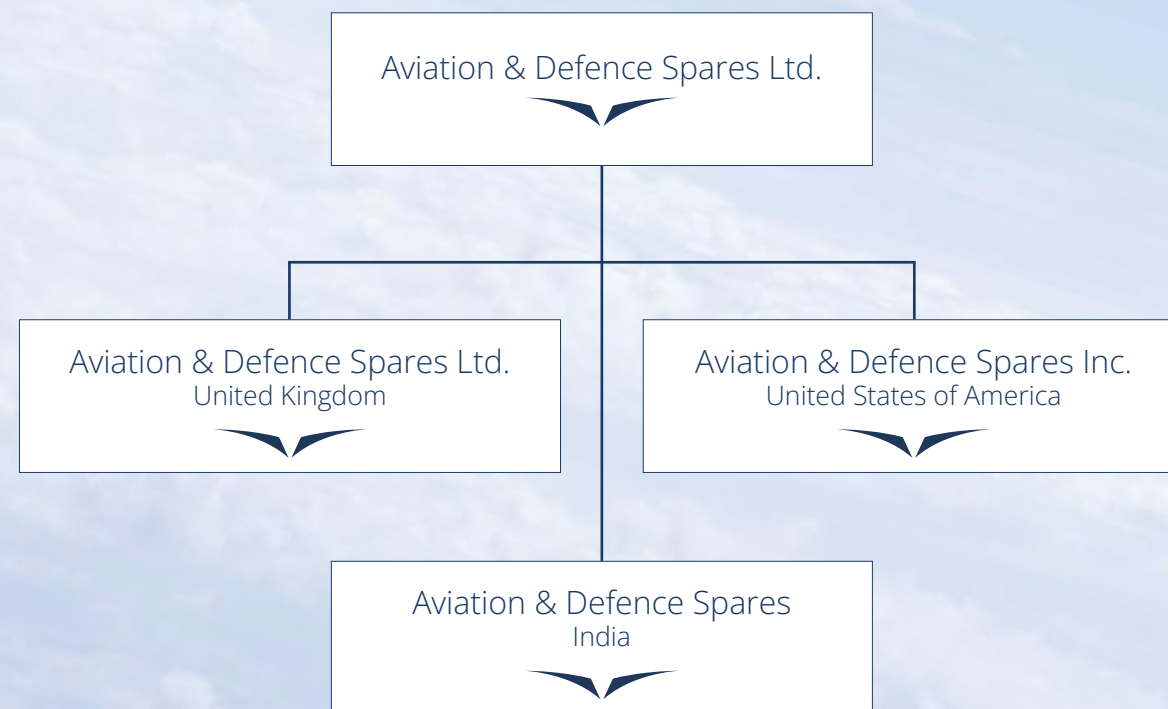 Aviation & Defence Spares Ltd.
Aviation & Defence Spares Ltd.
United Kingdom
Aviation & Defence Spares Inc.
United States of America
Aviation & Defence Spares
India